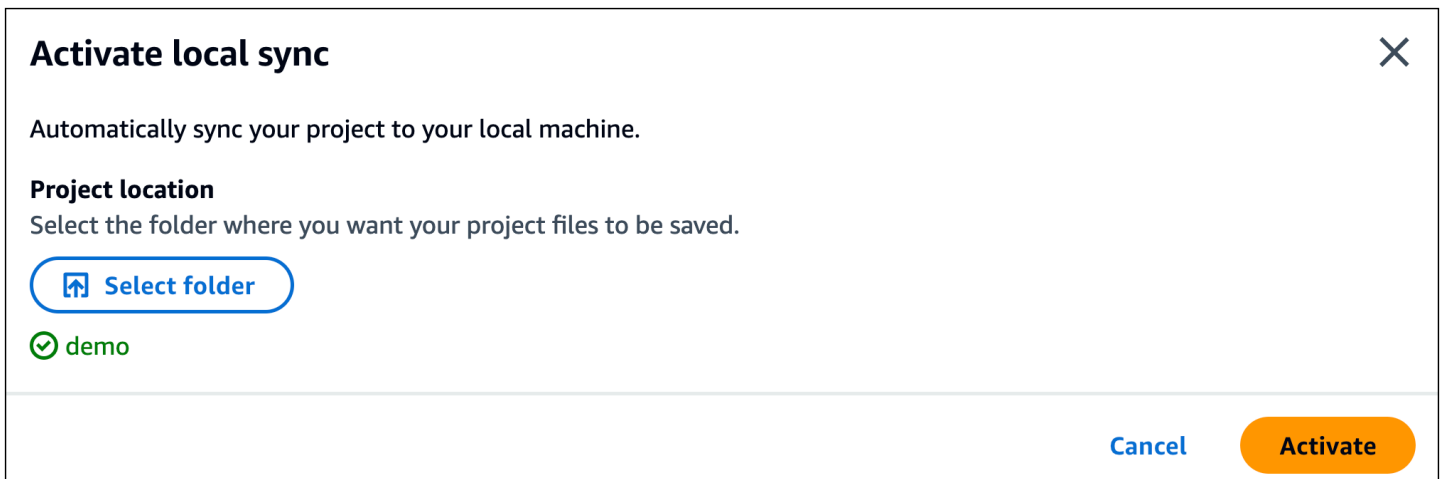 Activate local sync
Automatically sync your project to your local machine.
Project location
Select the folder where you want your project files to be saved.
Select folder
demo
Cancel
Activate